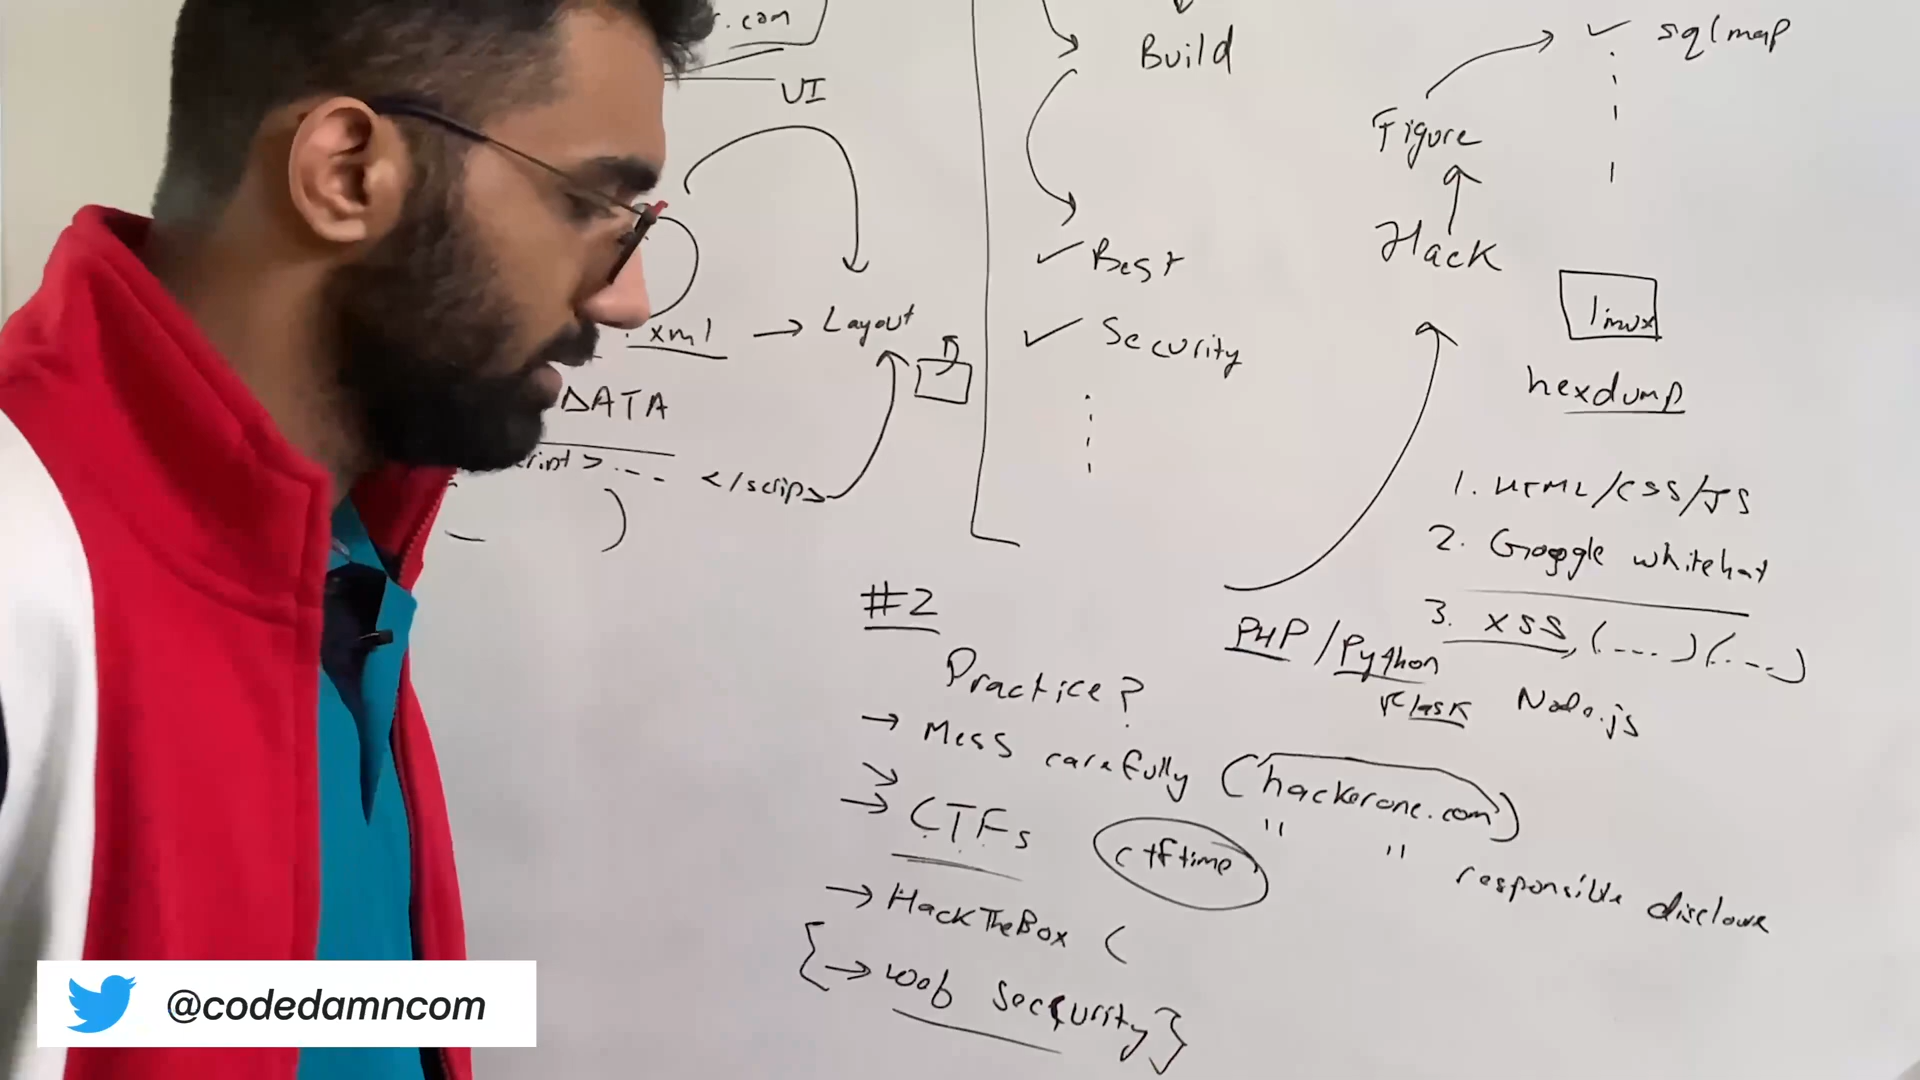 r.com
UI
.xml → Layout
DATA
cript>.... </scrip>
Build
✓ Best
✓ Security
✓ sqlmap
Figure
Hack
linux
hexdump
1. HTML/CSS/JS
2. Google whitehat
3. XSS, (....) (....)
PHP / Python
Flask Node.js
#2
Practice?
→ Mess carefully (hackerone.com)
" " responsible disclosure
→ CTFs ctftime
→ HackTheBox (
{→ web security}
@codedamncom